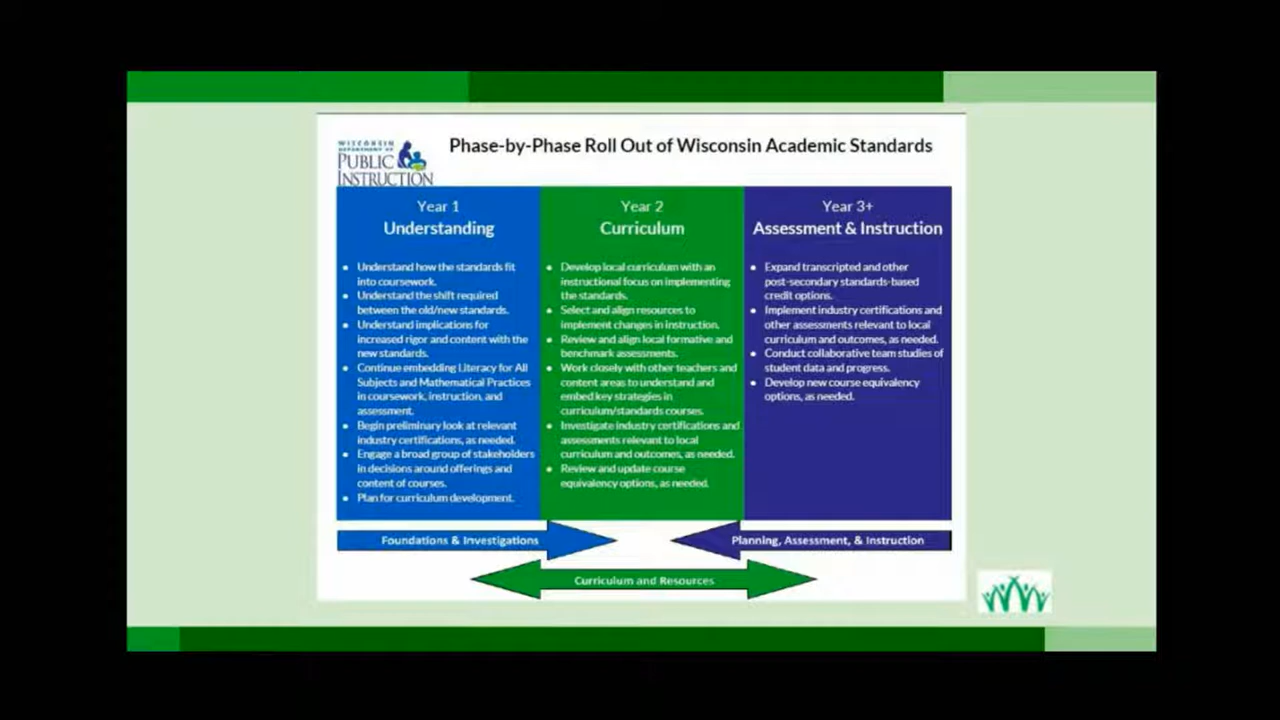 WISCONSIN
DEPARTMENT OF
PUBLIC
INSTRUCTION
Phase-by-Phase Roll Out of Wisconsin Academic Standards
Year 1
Understanding
• Understand how the standards fit
into coursework.
• Understand the shift required
between the old/new standards.
• Understand implications for
increased rigor and content with the
new standards.
• Continue embedding Literacy for All
Subjects and Mathematical Practices
in coursework, instruction, and
assessment.
• Begin preliminary look at relevant
industry certifications, as needed.
• Engage a broad group of stakeholders
in decisions around offerings and
content of courses.
• Plan for curriculum development.
Year 2
Curriculum
• Develop local curriculum with an
instructional focus on implementing
the standards.
• Select and align resources to
implement changes in instruction.
• Review and align local formative and
benchmark assessments.
• Work closely with other teachers and
content areas to understand and
embed key strategies in
curriculum/standards courses.
• Investigate industry certifications and
assessments relevant to local
curriculum and outcomes, as needed.
• Review and update course
equivalency options, as needed.
Year 3+
Assessment & Instruction
• Expand transcripted and other
post-secondary standards-based
credit options.
• Implement industry certifications and
other assessments relevant to local
curriculum and outcomes, as needed.
• Conduct collaborative team studies of
student data and progress.
• Develop new course equivalency
options, as needed.
Foundations & Investigations
Planning, Assessment, & Instruction
Curriculum and Resources